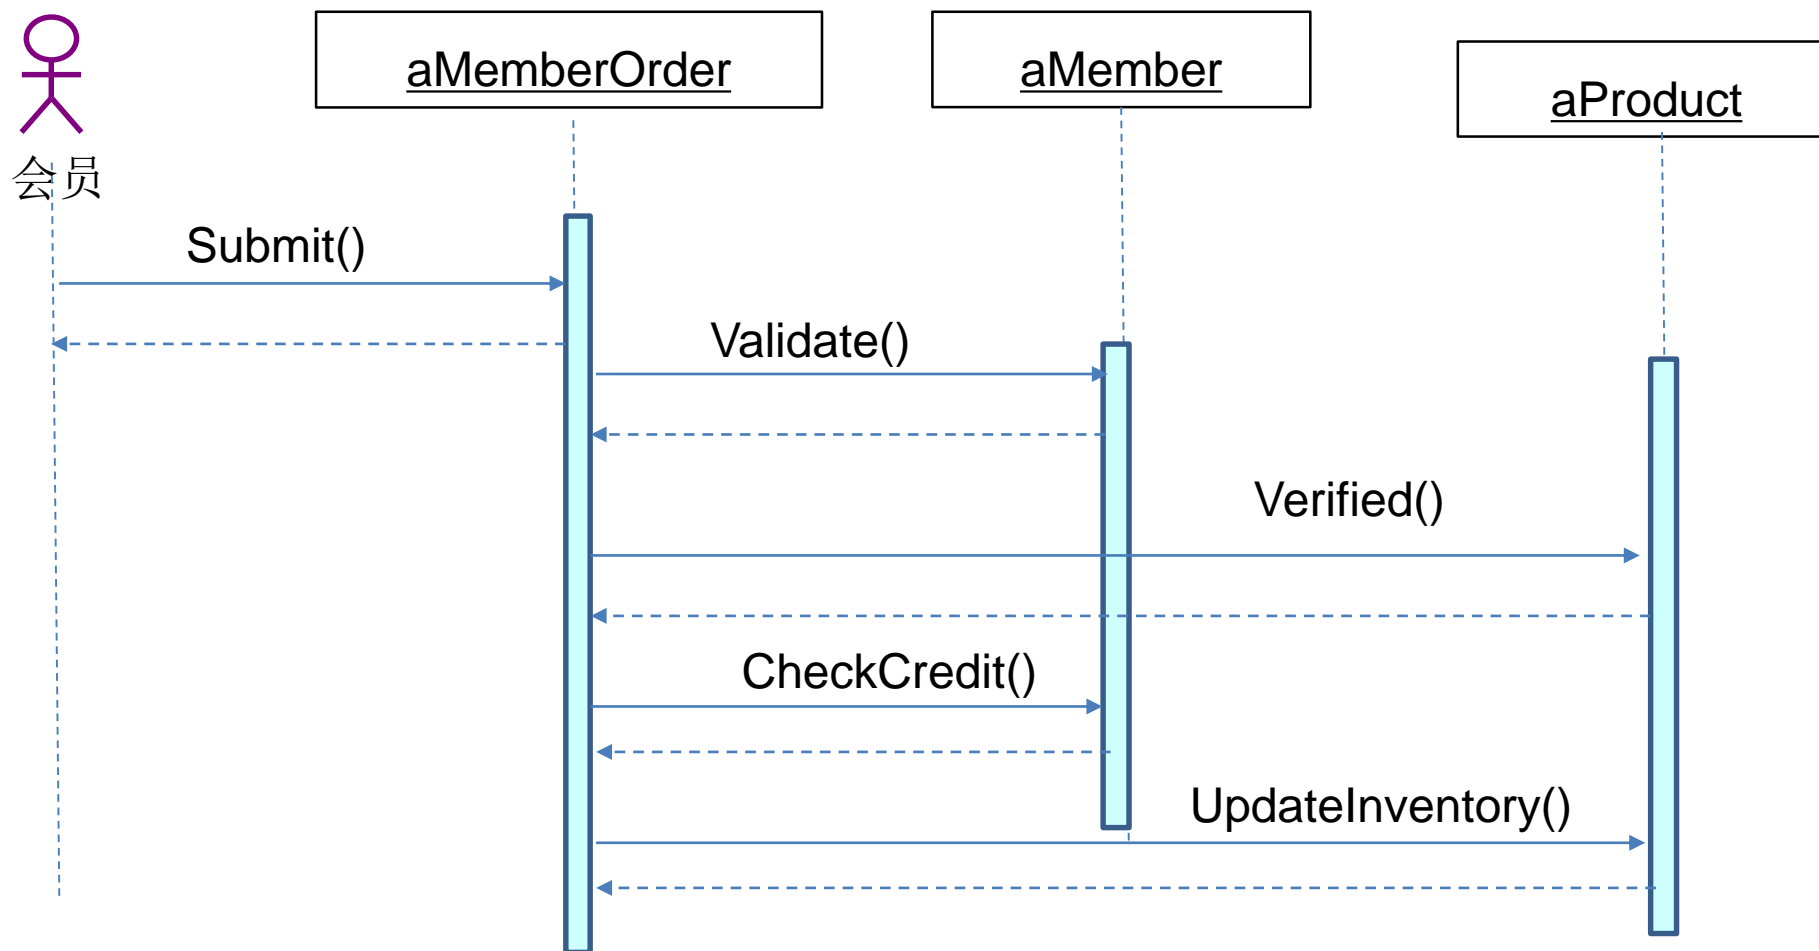 aMemberOrder
aMember
aProduct
会员
Submit()
Validate()
Verified()
CheckCredit()
UpdateInventory()